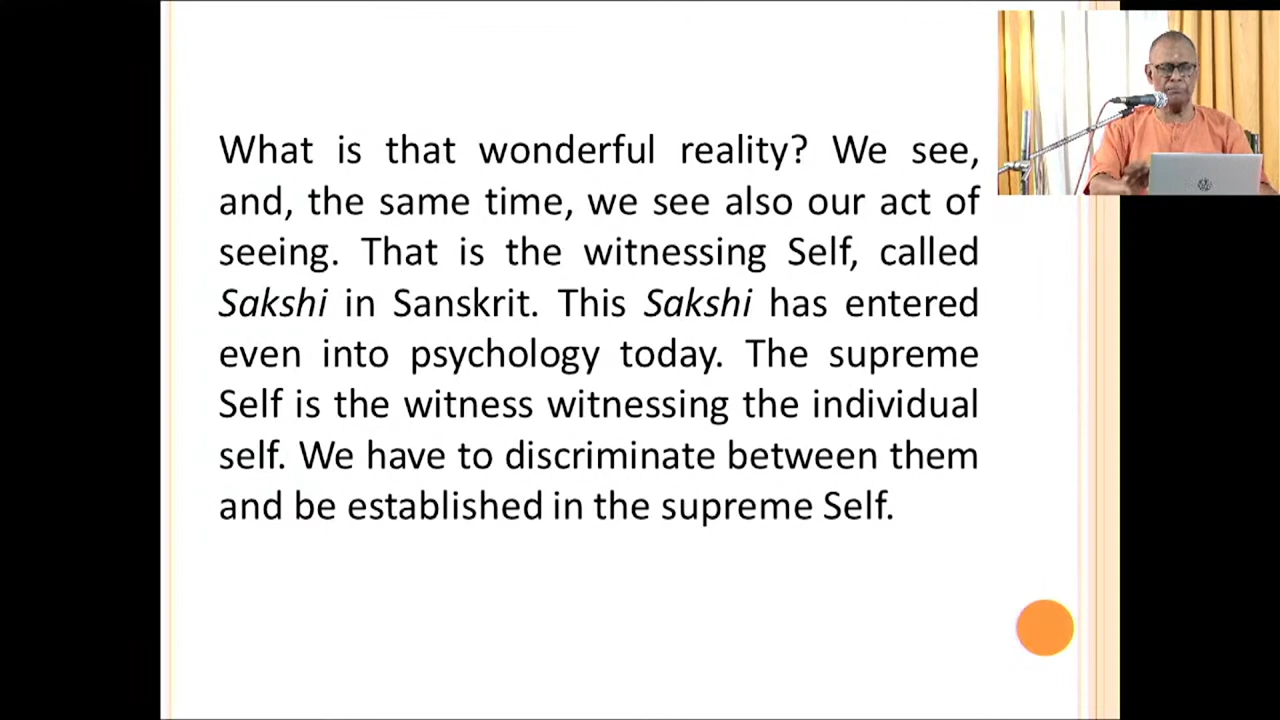 What is that wonderful reality? We see,
and, the same time, we see also our act of
seeing. That is the witnessing Self, called
Sakshi in Sanskrit. This Sakshi has entered
even into psychology today. The supreme
Self is the witness witnessing the individual
self. We have to discriminate between them
and be established in the supreme Self.